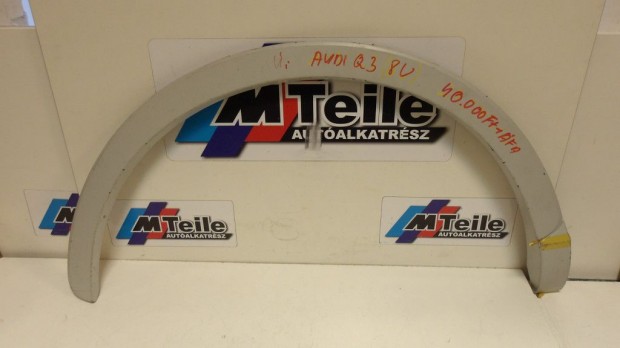 AUDI Q3 8U 40.000Ft+ÁFA
MTeile
AUTÓALKATRÉSZ
MTeile
AUTÓALKATRÉSZ
MTeile
AUTÓALKATRÉSZ